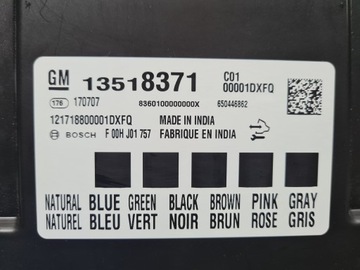 GM 13518371 C01
00001DXFQ
176 170707 8360100000000X 650446862
121718800001DXFQ MADE IN INDIA
BOSCH F 00H J01 757 FABRIQUE EN INDIA
NATURAL BLUE GREEN BLACK BROWN PINK GRAY
NATUREL BLEU VERT NOIR BRUN ROSE GRIS